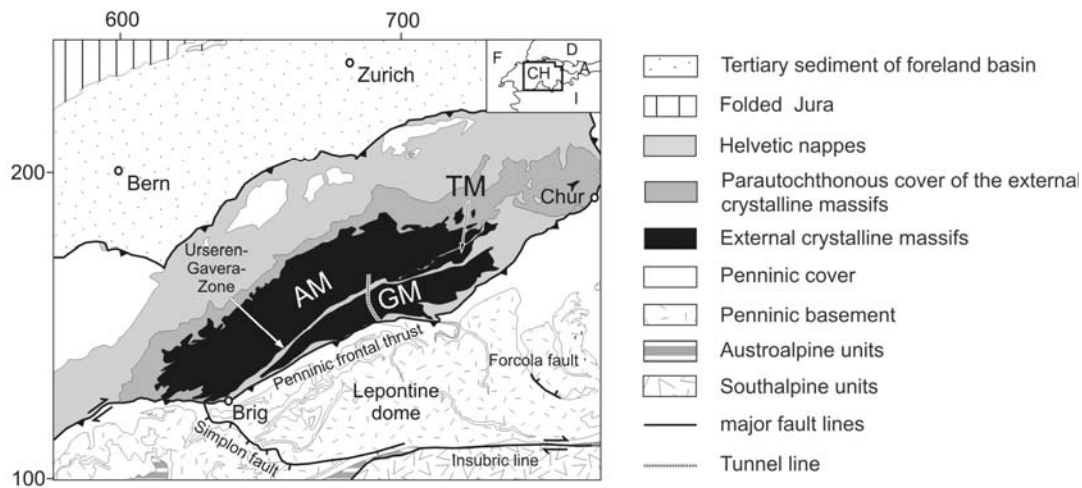 600
700
200
100
F
D
CH
A
I
Zurich
Bern
TM
Chur
Urseren-
Gavera-
Zone
AM
GM
Penninic frontal thrust
Forcola fault
Lepontine
dome
Brig
Simplon fault
Insubric line
Tertiary sediment of foreland basin
Folded Jura
Helvetic nappes
Parautochthonous cover of the external
crystalline massifs
External crystalline massifs
Penninic cover
Penninic basement
Austroalpine units
Southalpine units
major fault lines
Tunnel line